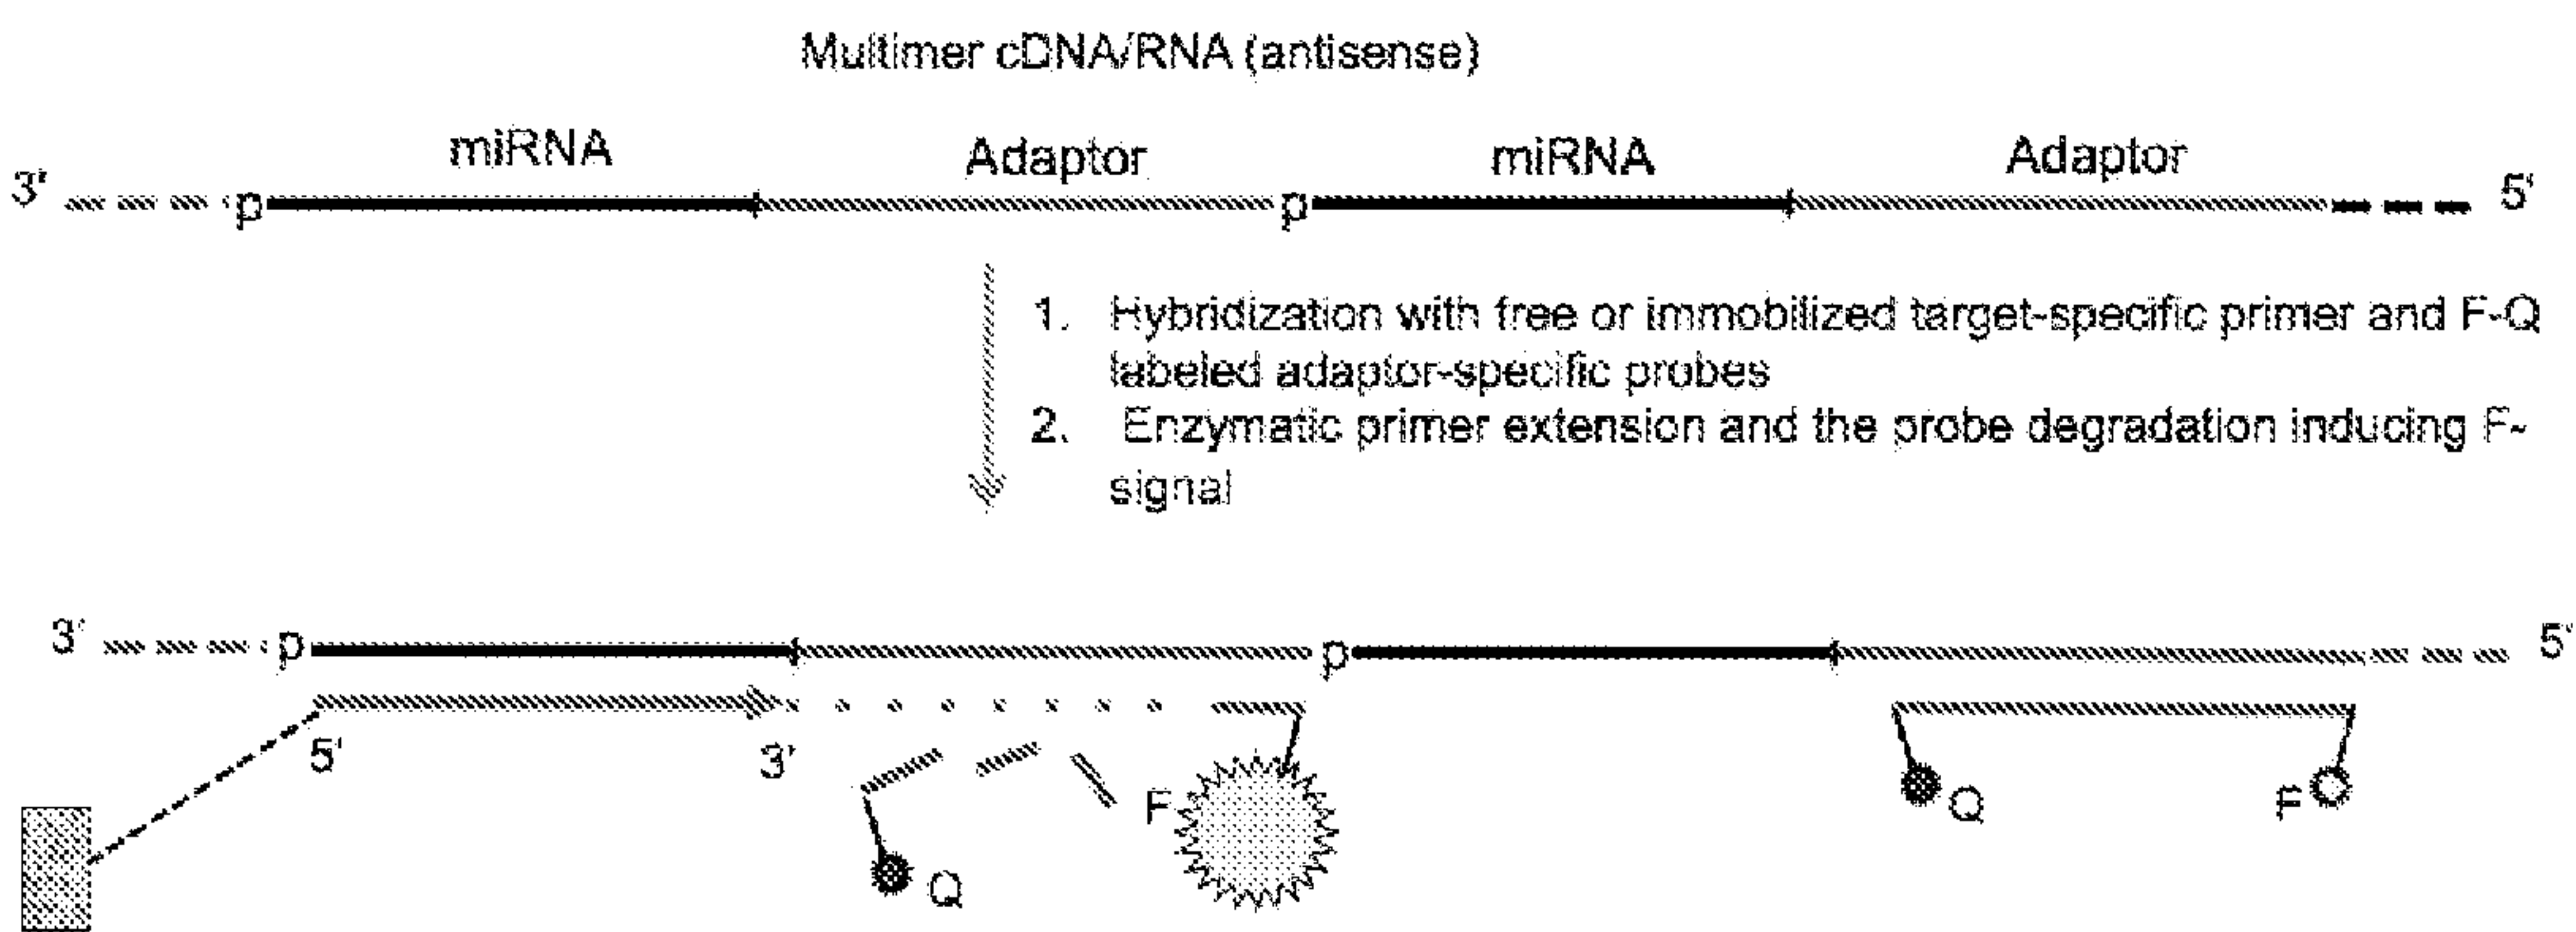 Multimer cDNA/RNA (antisense)
miRNA Adaptor miRNA Adaptor
3' p p 5'
1. Hybridization with free or immobilized target-specific primer and F-Q
labeled adaptor-specific probes
2. Enzymatic primer extension and the probe degradation inducing F-
signal
3' p p 5'
5' 3'
F Q F
Q